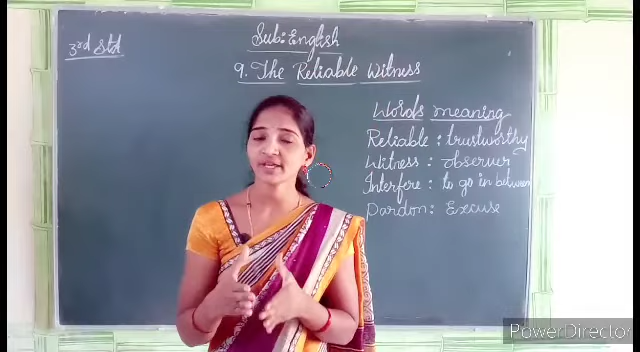 3rd Std
Sub: English
9. The Reliable Witness
Words meaning
Reliable : trustworthy
Witness : observer
Interfere : to go in between
Pardon : Excuse
PowerDirector
PowerDirector